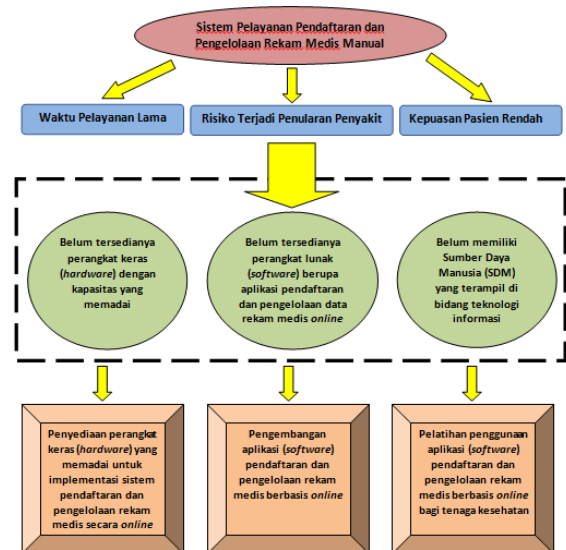 Sistem Pelayanan Pendaftaran dan
Pengelolaan Rekam Medis Manual
Waktu Pelayanan Lama
Risiko Terjadi Penularan Penyakit
Kepuasan Pasien Rendah
Belum tersedianya
perangkat keras
(hardware) dengan
kapasitas yang
memadai
Belum tersedianya
perangkat lunak
(software) berupa
aplikasi pendaftaran
dan pengelolaan data
rekam medis online
Belum memiliki
Sumber Daya
Manusia (SDM)
yang terampil di
bidang teknologi
informasi
Penyediaan perangkat
keras (hardware) yang
memadai untuk
implementasi sistem
pendaftaran dan
pengelolaan rekam
medis secara online
Pengembangan
aplikasi (software)
pendaftaran dan
pengelolaan rekam
medis berbasis online
Pelatihan penggunaan
aplikasi (software)
pendaftaran dan
pengelolaan rekam
medis berbasis online
bagi tenaga kesehatan